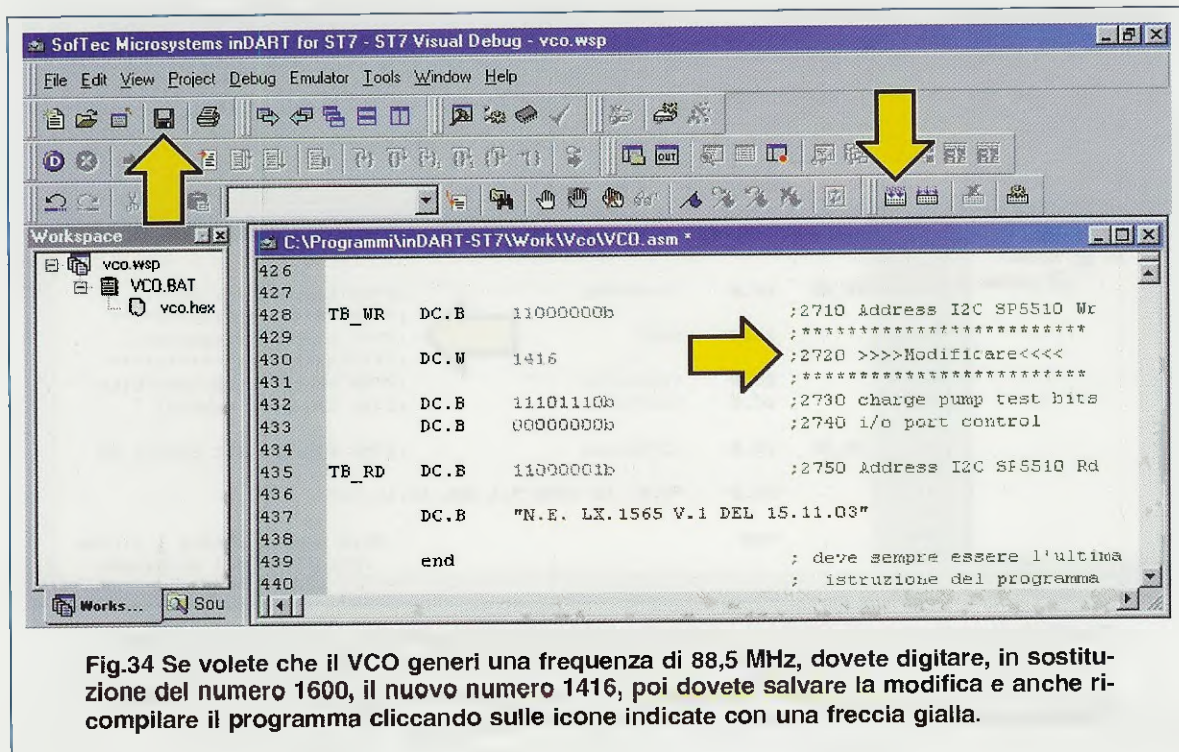 SofTec Microsystems inDART for ST7 - ST7 Visual Debug - vco.wsp
File Edit View Project Debug Emulator Tools Window Help
D
OUT
Workspace
vco.wsp
VCO.BAT
vco.hex
Works... Sou
C:\Programmi\inDART-ST7\Work\Vco\VCO.asm *
426
427
428 TB_WR DC.B 11000000b ;2710 Address I2C SP5510 Wr
429 ;**************************
430 DC.W 1416 ;2720 >>>>Modificare<<<<
431 ;**************************
432 DC.B 11101110b ;2730 charge pump test bits
433 DC.B 00000000b ;2740 i/o port control
434
435 TB_RD DC.B 11000001b ;2750 Address I2C SP5510 Rd
436
437 DC.B "N.E. LX.1565 V.1 DEL 15.11.03"
438
439 end ; deve sempre essere l'ultima
440 ; istruzione del programma
Fig.34 Se volete che il VCO generi una frequenza di 88,5 MHz, dovete digitare, in sostitu-
zione del numero 1600, il nuovo numero 1416, poi dovete salvare la modifica e anche ri-
compilare il programma cliccando sulle icone indicate con una freccia gialla.